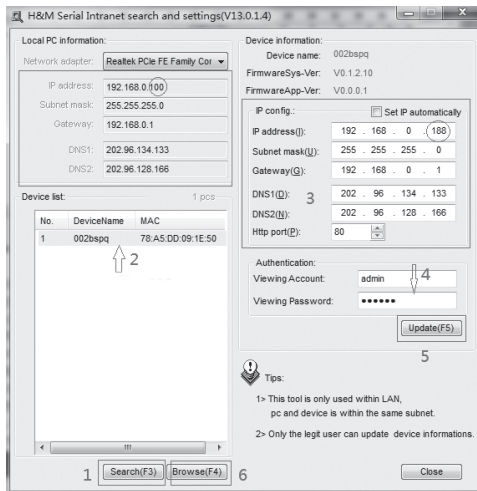 H&M Serial Intranet search and settings(V13.0.1.4)
Local PC information:
Network adapter: Realtek PCIe FE Family Cor
IP address: 192.168.0.100
Subnet mask: 255.255.255.0
Gateway: 192.168.0.1
DNS1: 202.96.134.133
DNS2: 202.96.128.166
Device list: 1 pcs
No. DeviceName MAC
1 002bspq 78:A5:DD:09:1E:50
2
1 Search(F3) Browse(F4) 6
Device information:
Device name: 002bspq
FirmwareSys-Ver: V0.1.2.10
FirmwareApp-Ver: V0.0.0.1
IP config.: Set IP automatically
IP address(I): 192 . 168 . 0 . 188
Subnet mask(U): 255 . 255 . 255 . 0
Gateway(G): 192 . 168 . 0 . 1
DNS1(D): 202 . 96 . 134 . 133
3
DNS2(N): 202 . 96 . 128 . 166
Http port(P): 80
Authentication:
Viewing Account: admin
4
Viewing Password: ●●●●●●
Update(F5)
5
Tips:
1> This tool is only used within LAN,
pc and device is within the same subnet.
2> Only the legit user can update device informations.
Close